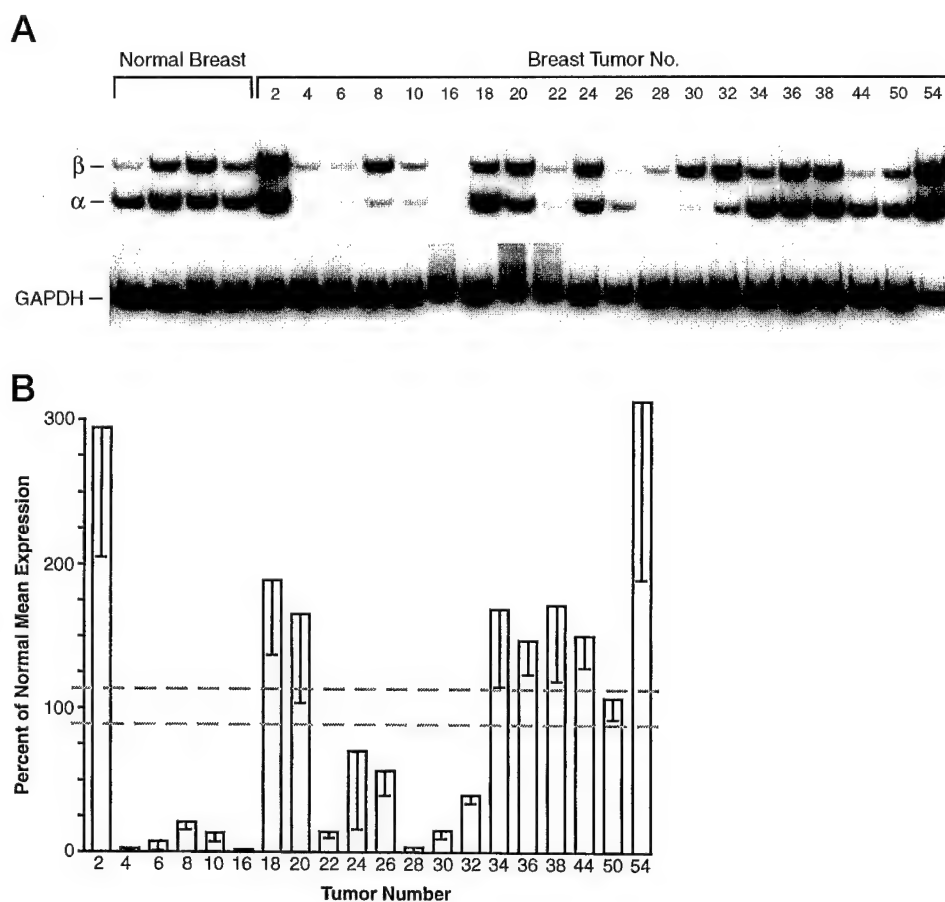 A
Normal Breast Breast Tumor No.
2 4 6 8 10 16 18 20 22 24 26 28 30 32 34 36 38 44 50 54
β –
α –
GAPDH –
B
Percent of Normal Mean Expression
300
200
100
0
2 4 6 8 10 16 18 20 22 24 26 28 30 32 34 36 38 44 50 54
Tumor Number